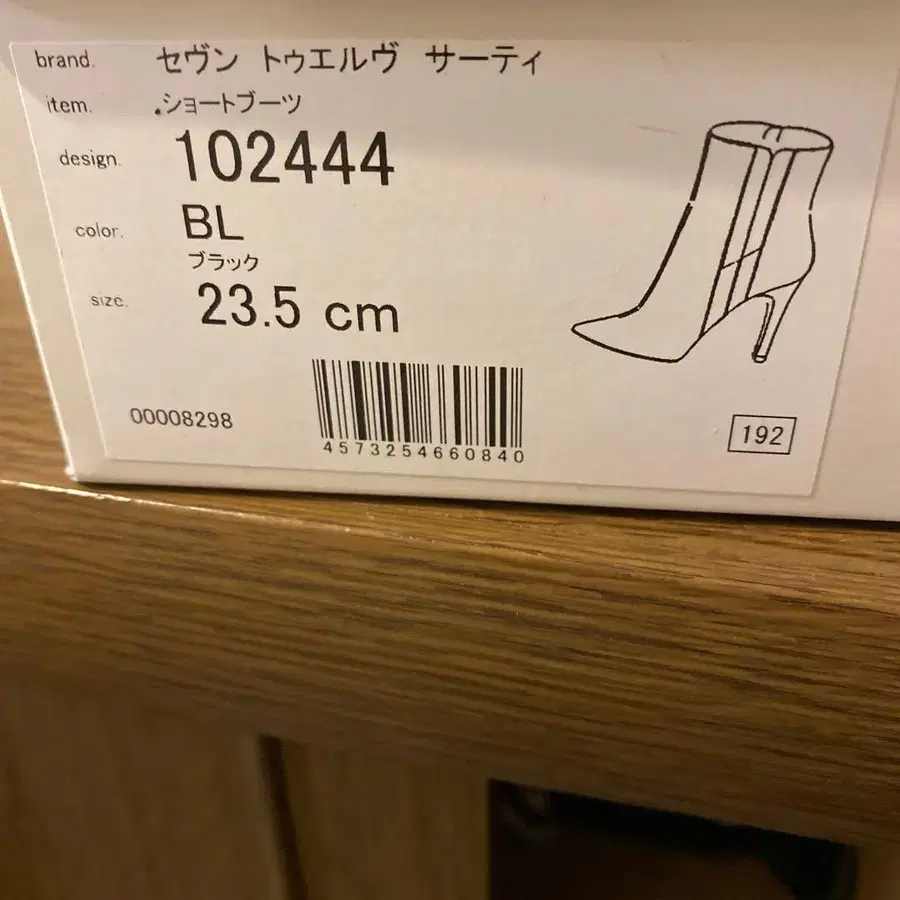 brand. セヴン トゥエルヴ サーティ
item. .ショートブーツ
design. 102444
color. BL
ブラック
size. 23.5 cm
00008298
4573254660840
192